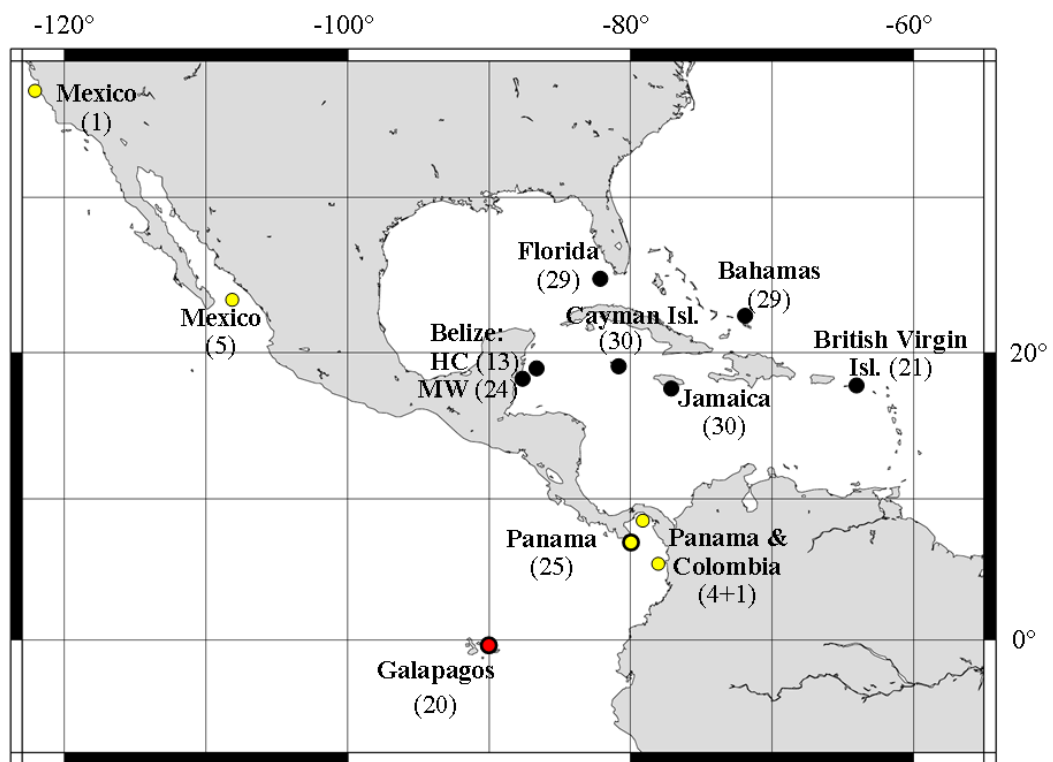 -120° -100° -80° -60°
Mexico
(1)
Florida
(29)
Bahamas
(29)
Mexico
(5)
Cayman Isl.
(30)
Belize:
HC (13)
MW (24)
British Virgin
Isl. (21)
20°
Jamaica
(30)
Panama
(25)
Panama &
Colombia
(4+1)
0°
Galapagos
(20)